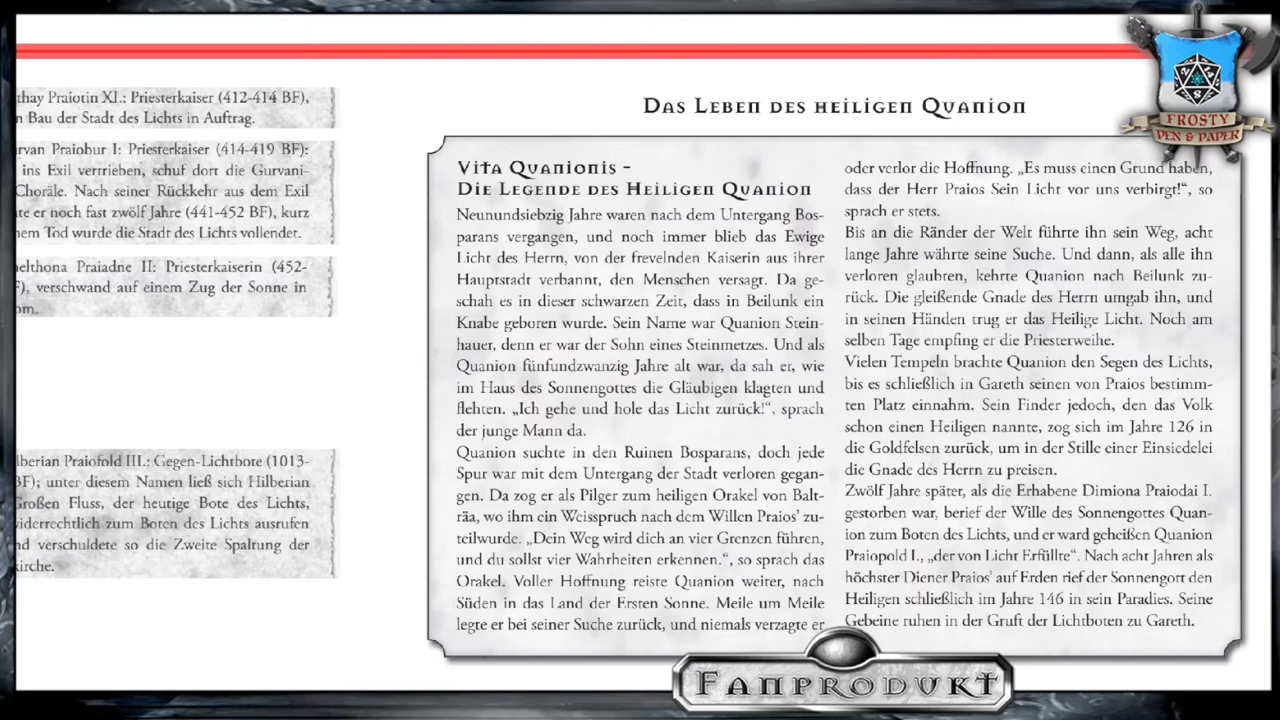 thay Praiotin XI.: Priesterkaiser (412-414 BF),
n Bau der Stadt des Lichts in Auftrag.
rvan Praiobur I: Priesterkaiser (414-419 BF):
ins Exil vertrieben, schuf dort die Gurvani-
Choräle. Nach seiner Rückkehr aus dem Exil
te er noch fast zwölf Jahre (441-452 BF), kurz
nem Tod wurde die Stadt des Lichts vollendet.
elthona Praiadne II: Priesterkaiserin (452-
F), verschwand auf einem Zug der Sonne in
om.
lberian Praiofold III.: Gegen-Lichtbote (1013-
BF); unter diesem Namen ließ sich Hilberian
Großen Fluss, der heutige Bote des Lichts,
widerrechtlich zum Boten des Lichts ausrufen
nd verschuldete so die Zweite Spaltung der
kirche.
Das Leben des heiligen Quanion
Vita Quanionis –
Die Legende des Heiligen Quanion
Neunundsiebzig Jahre waren nach dem Untergang Bos-
parans vergangen, und noch immer blieb das Ewige
Licht des Herrn, von der frevelnden Kaiserin aus ihrer
Hauptstadt verbannt, den Menschen versagt. Da ge-
schah es in dieser schwarzen Zeit, dass in Beilunk ein
Knabe geboren wurde. Sein Name war Quanion Stein-
hauer, denn er war der Sohn eines Steinmetzes. Und als
Quanion fünfundzwanzig Jahre alt war, da sah er, wie
im Haus des Sonnengottes die Gläubigen klagten und
flehten. „Ich gehe und hole das Licht zurück!“, sprach
der junge Mann da.
Quanion suchte in den Ruinen Bosparans, doch jede
Spur war mit dem Untergang der Stadt verloren gegan-
gen. Da zog er als Pilger zum heiligen Orakel von Balt-
räa, wo ihm ein Weisspruch nach dem Willen Praios’ zu-
teilwurde. „Dein Weg wird dich an vier Grenzen führen,
und du sollst vier Wahrheiten erkennen.“, so sprach das
Orakel. Voller Hoffnung reiste Quanion weiter, nach
Süden in das Land der Ersten Sonne. Meile um Meile
legte er bei seiner Suche zurück, und niemals verzagte er
oder verlor die Hoffnung. „Es muss einen Grund haben,
dass der Herr Praios Sein Licht vor uns verbirgt!“, so
sprach er stets.
Bis an die Ränder der Welt führte ihn sein Weg, acht
lange Jahre währte seine Suche. Und dann, als alle ihn
verloren glaubten, kehrte Quanion nach Beilunk zu-
rück. Die gleißende Gnade des Herrn umgab ihn, und
in seinen Händen trug er das Heilige Licht. Noch am
selben Tage empfing er die Priesterweihe.
Vielen Tempeln brachte Quanion den Segen des Lichts,
bis es schließlich in Gareth seinen von Praios bestimm-
ten Platz einnahm. Sein Finder jedoch, den das Volk
schon einen Heiligen nannte, zog sich im Jahre 126 in
die Goldfelsen zurück, um in der Stille einer Einsiedelei
die Gnade des Herrn zu preisen.
Zwölf Jahre später, als die Erhabene Dimiona Praiodai I.
gestorben war, berief der Wille des Sonnengottes Quan-
ion zum Boten des Lichts, und er ward geheißen Quanion
Praiopold I., „der von Licht Erfüllte“. Nach acht Jahren als
höchster Diener Praios’ auf Erden rief der Sonnengott den
Heiligen schließlich im Jahre 146 in sein Paradies. Seine
Gebeine ruhen in der Gruft der Lichtboten zu Gareth.
FROSTY
PEN & PAPER
Fanprodukt